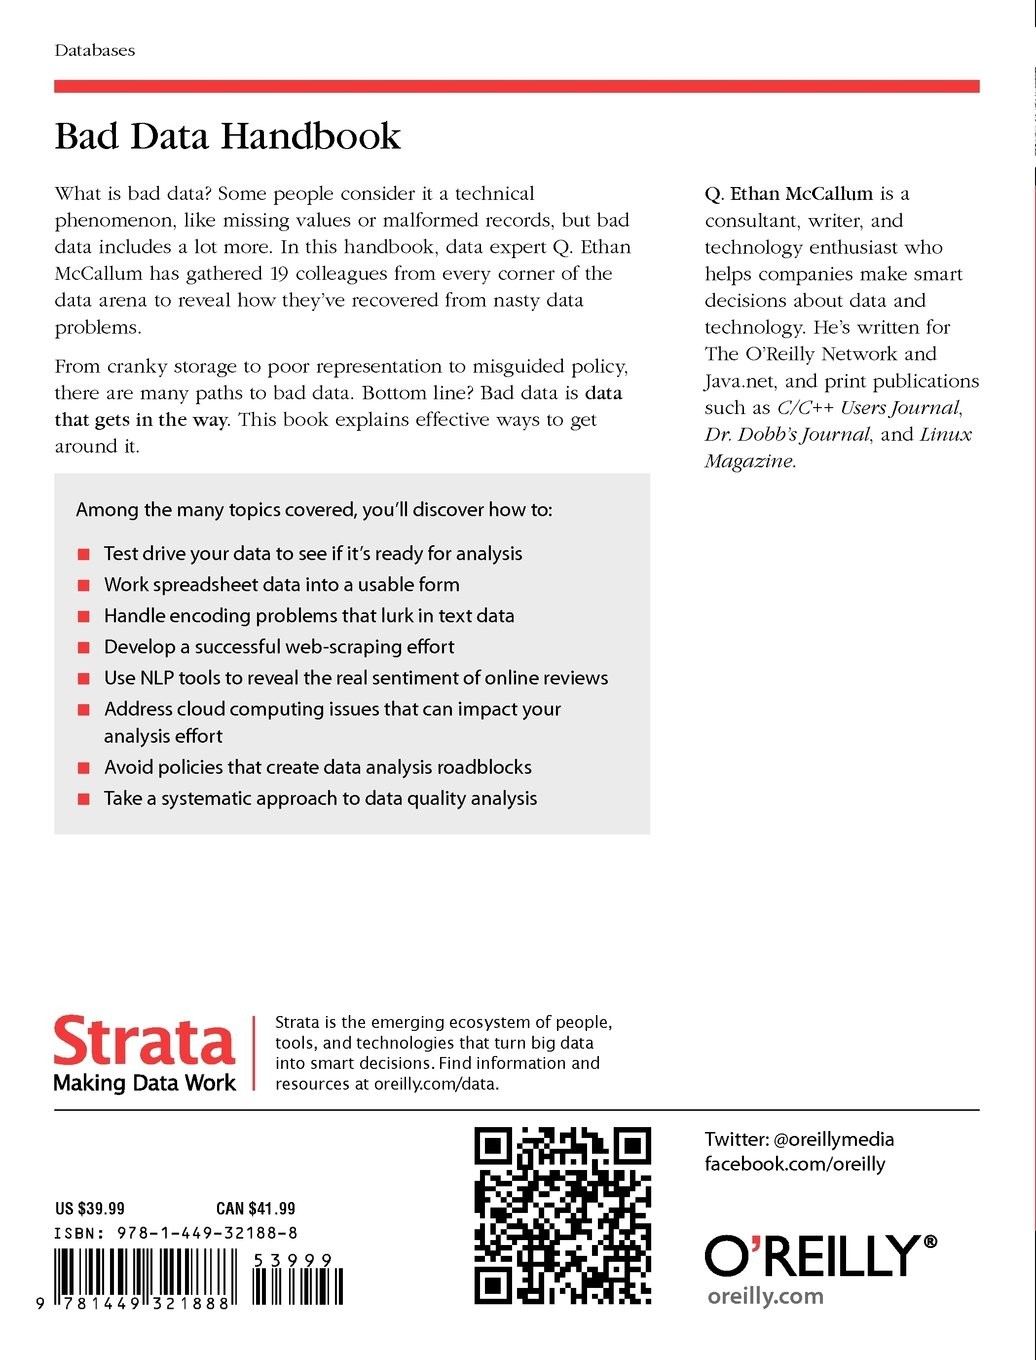 Databases
Bad Data Handbook
What is bad data? Some people consider it a technical
phenomenon, like missing values or malformed records, but bad
data includes a lot more. In this handbook, data expert Q. Ethan
McCallum has gathered 19 colleagues from every corner of the
data arena to reveal how they've recovered from nasty data
problems.
From cranky storage to poor representation to misguided policy,
there are many paths to bad data. Bottom line? Bad data is data
that gets in the way. This book explains effective ways to get
around it.
Among the many topics covered, you'll discover how to:
■ Test drive your data to see if it's ready for analysis
■ Work spreadsheet data into a usable form
■ Handle encoding problems that lurk in text data
■ Develop a successful web-scraping effort
■ Use NLP tools to reveal the real sentiment of online reviews
■ Address cloud computing issues that can impact your
analysis effort
■ Avoid policies that create data analysis roadblocks
■ Take a systematic approach to data quality analysis
Q. Ethan McCallum is a
consultant, writer, and
technology enthusiast who
helps companies make smart
decisions about data and
technology. He's written for
The O'Reilly Network and
Java.net, and print publications
such as C/C++ Users Journal,
Dr. Dobb's Journal, and Linux
Magazine.
Strata
Making Data Work
Strata is the emerging ecosystem of people,
tools, and technologies that turn big data
into smart decisions. Find information and
resources at oreilly.com/data.
US $39.99 CAN $41.99
ISBN: 978-1-449-32188-8
53999
9 781449 321888
Twitter: @oreillymedia
facebook.com/oreilly
O'REILLY®
oreilly.com